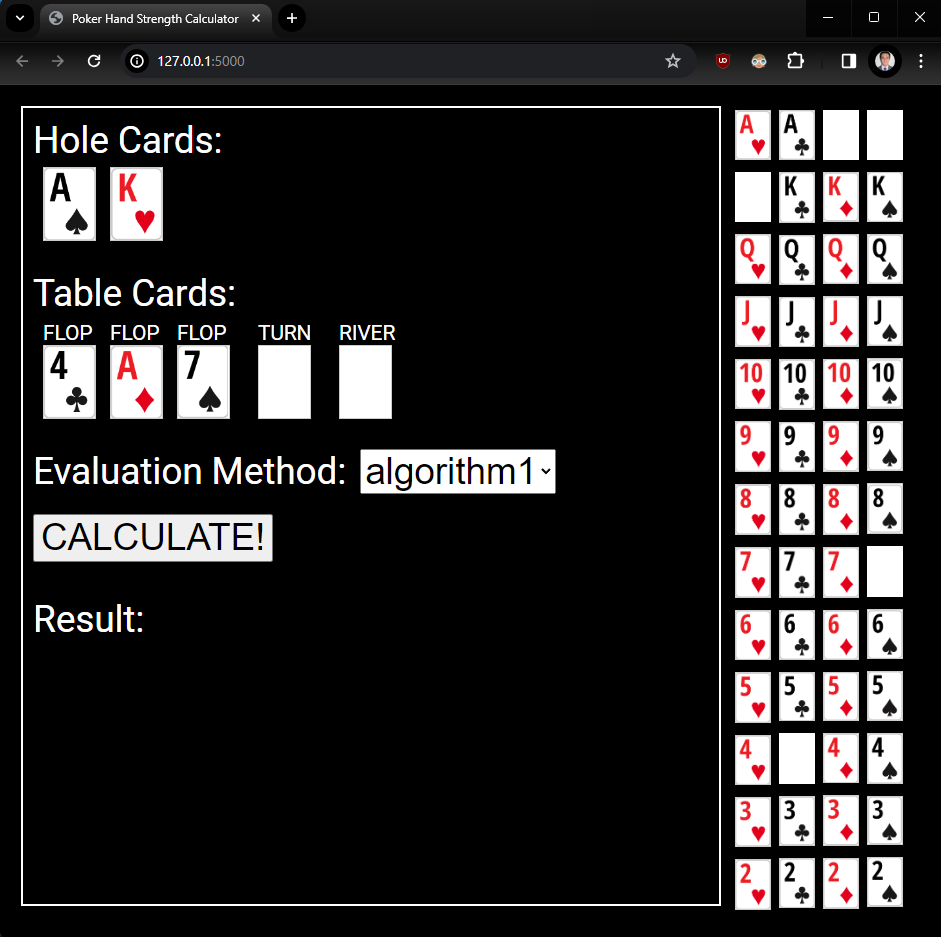 Poker Hand Strength Calculator
127.0.0.1:5000
Hole Cards:
A K
Table Cards:
FLOP FLOP FLOP TURN RIVER
4 A 7
Evaluation Method: algorithm1
CALCULATE!
Result:
A A
K K K
Q Q Q Q
J J J J
10 10 10 10
9 9 9 9
8 8 8 8
7 7 7
6 6 6 6
5 5 5 5
4 4 4
3 3 3 3
2 2 2 2